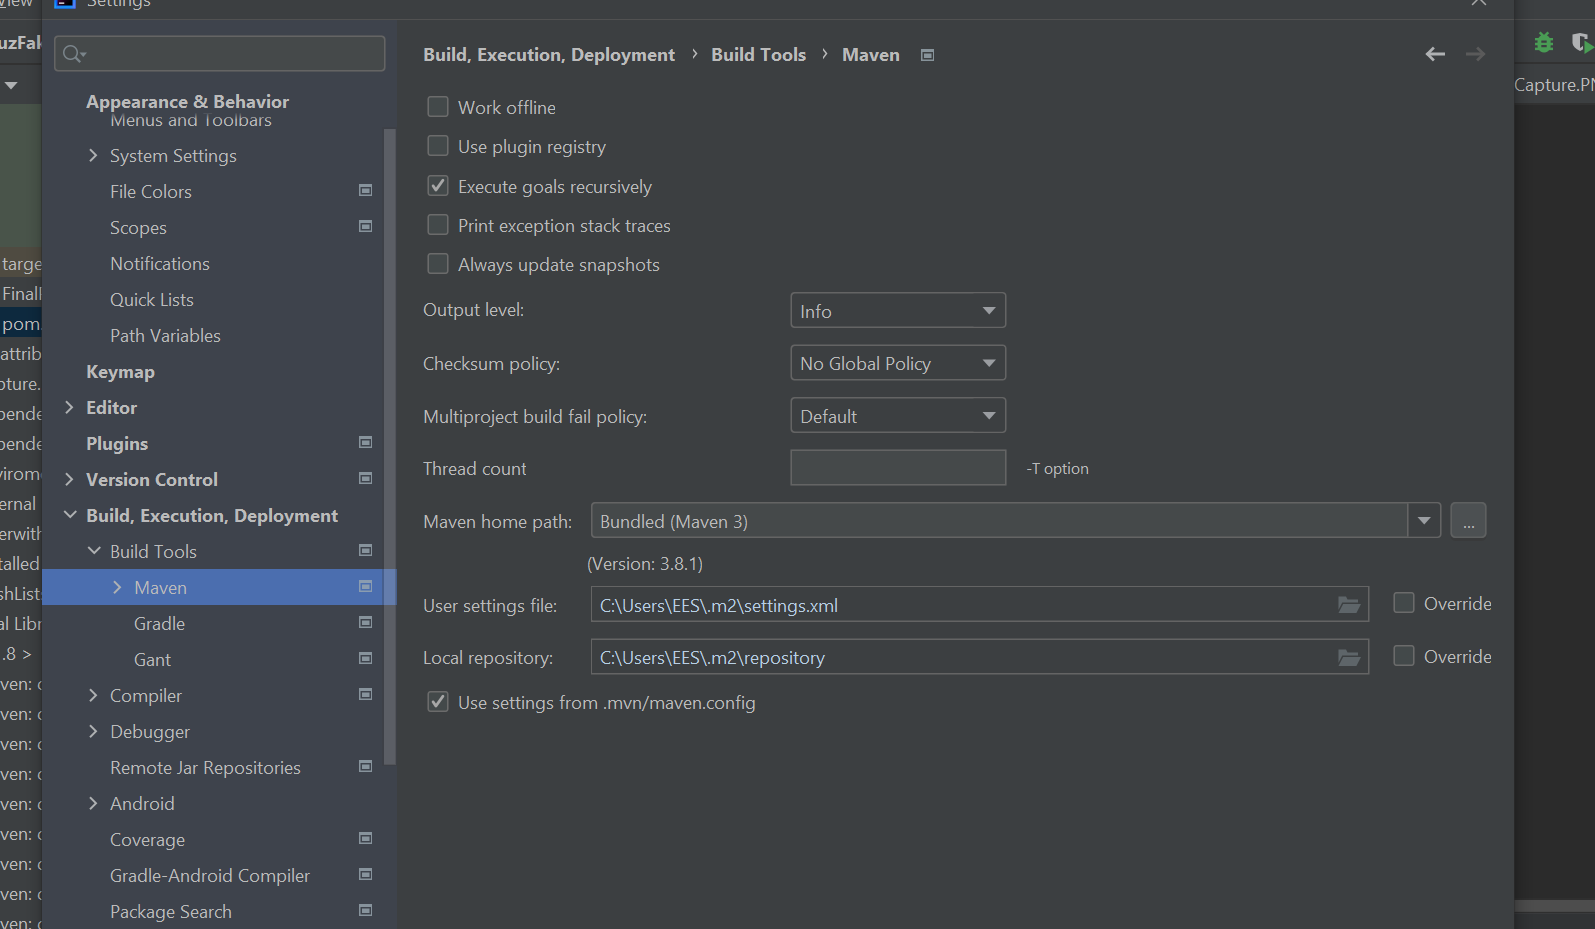 View
Settings
uzFak
Build, Execution, Deployment › Build Tools › Maven
Capture.PN
Appearance & Behavior
Menus and Toolbars
System Settings
File Colors
Scopes
Notifications
Quick Lists
Path Variables
Keymap
Editor
Plugins
Version Control
Build, Execution, Deployment
Build Tools
Maven
Gradle
Gant
Compiler
Debugger
Remote Jar Repositories
Android
Coverage
Gradle-Android Compiler
Package Search
Work offline
Use plugin registry
Execute goals recursively
Print exception stack traces
Always update snapshots
Output level: Info
Checksum policy: No Global Policy
Multiproject build fail policy: Default
Thread count -T option
Maven home path: Bundled (Maven 3) ...
(Version: 3.8.1)
User settings file: C:\Users\EES\.m2\settings.xml Override
Local repository: C:\Users\EES\.m2\repository Override
Use settings from .mvn/maven.config
targe
Finall
pom.
attrib
pture.
pende
pende
virom
ernal
erwith
talled
shList
al Libr
.8 >
ven: c
ven: c
ven: c
ven: c
ven: c
ven: c
ven: c
ven: c
ven: c